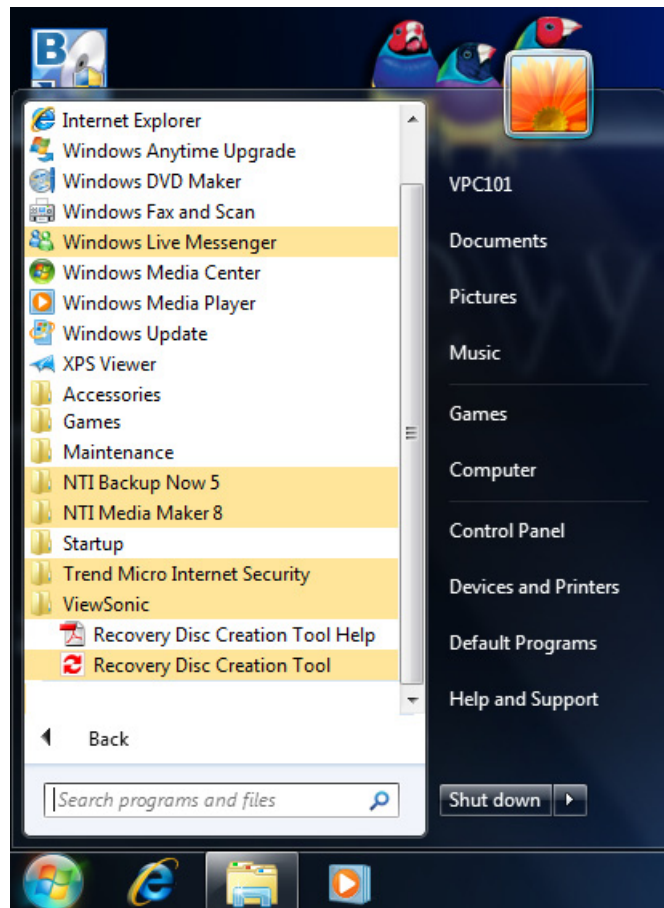 B
Internet Explorer
Windows Anytime Upgrade
Windows DVD Maker
Windows Fax and Scan
Windows Live Messenger
Windows Media Center
Windows Media Player
Windows Update
XPS Viewer
Accessories
Games
Maintenance
NTI Backup Now 5
NTI Media Maker 8
Startup
Trend Micro Internet Security
ViewSonic
Recovery Disc Creation Tool Help
Recovery Disc Creation Tool
Back
Search programs and files
VPC101
Documents
Pictures
Music
Games
Computer
Control Panel
Devices and Printers
Default Programs
Help and Support
Shut down